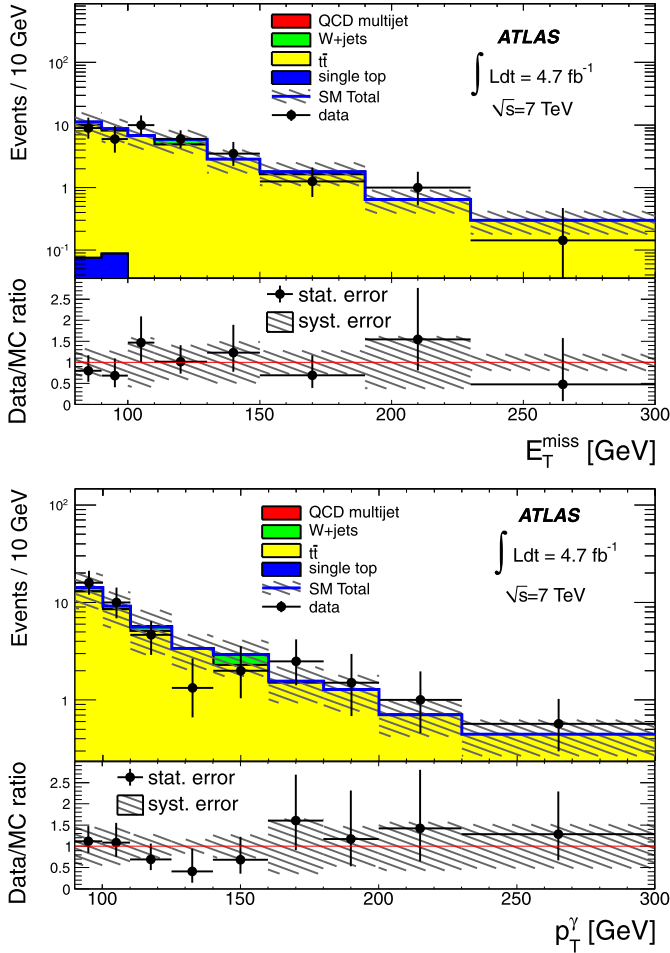 Events / 10 GeV
10²
10
1
10⁻¹
QCD multijet
W+jets
tt̄
single top
SM Total
data
ATLAS
∫ Ldt = 4.7 fb⁻¹
√s=7 TeV
Data/MC ratio
2.5
2
1.5
1
0.5
0
stat. error
syst. error
100 150 200 250 300
E_T^miss [GeV]
Events / 10 GeV
10²
10
1
QCD multijet
W+jets
tt̄
single top
SM Total
data
ATLAS
∫ Ldt = 4.7 fb⁻¹
√s=7 TeV
Data/MC ratio
2.5
2
1.5
1
0.5
0
stat. error
syst. error
100 150 200 250 300
p_T^γ [GeV]